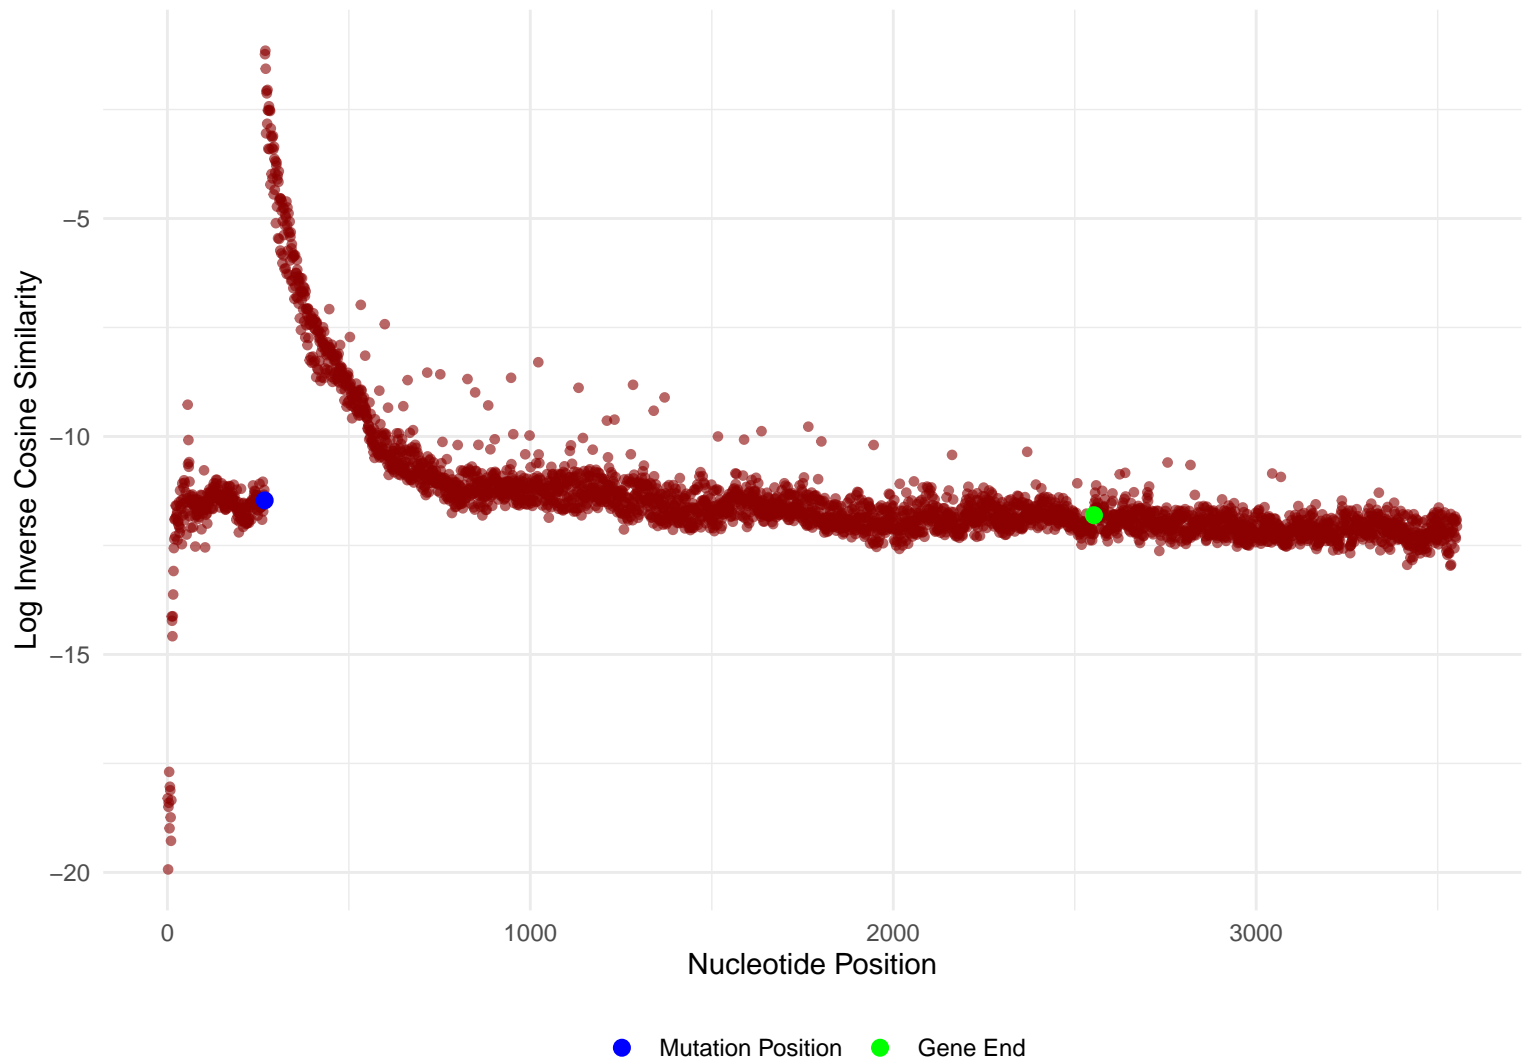 Log Inverse Cosine Similarity
−5
−10
−15
−20
0 1000 2000 3000
Nucleotide Position
Mutation Position Gene End